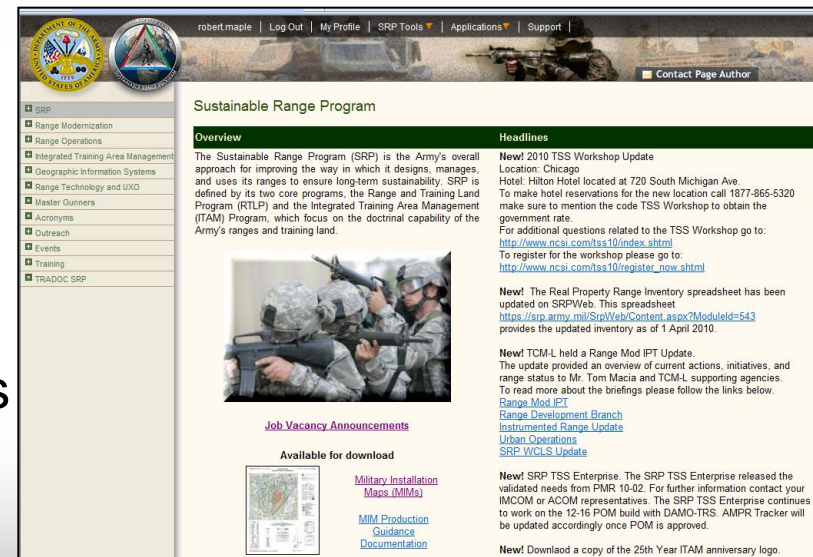 s
robert.maple | Log Out | My Profile | SRP Tools | Applications | Support |
Contact Page Author
SRP
Range Modernization
Range Operations
Integrated Training Area Management
Geographic Information Systems
Range Technology and UXO
Master Gunners
Acronyms
Outreach
Events
Training
TRADOC SRP
Sustainable Range Program
Overview
The Sustainable Range Program (SRP) is the Army's overall
approach for improving the way in which it designs, manages,
and uses its ranges to ensure long-term sustainability. SRP is
defined by its two core programs, the Range and Training Land
Program (RTLP) and the Integrated Training Area Management
(ITAM) Program, which focus on the doctrinal capability of the
Army's ranges and training land.
Job Vacancy Announcements
Available for download
Military Installation
Maps (MIMs)
MIM Production
Guidance
Documentation
Headlines
New! 2010 TSS Workshop Update
Location: Chicago
Hotel: Hilton Hotel located at 720 South Michigan Ave.
To make hotel reservations for the new location call 1877-865-5320
make sure to mention the code TSS Workshop to obtain the
government rate.
For additional questions related to the TSS Workshop go to:
http://www.ncsi.com/tss10/index.shtml
To register for the workshop please go to:
http://www.ncsi.com/tss10/register_now.shtml
New! The Real Property Range Inventory spreadsheet has been
updated on SRPWeb. This spreadsheet
https://srp.army.mil/SrpWeb/Content.aspx?ModuleId=543
provides the updated inventory as of 1 April 2010.
New! TCM-L held a Range Mod IPT Update.
The update provided an overview of current actions, initiatives, and
range status to Mr. Tom Macia and TCM-L supporting agencies.
To read more about the briefings please follow the links below.
Range Mod IPT
Range Development Branch
Instrumented Range Update
Urban Operations
SRP WCLS Update
New! SRP TSS Enterprise. The SRP TSS Enterprise released the
validated needs from PMR 10-02. For further information contact your
IMCOM or ACOM representatives. The SRP TSS Enterprise continues
to work on the 12-16 POM build with DAMO-TRS. AMPR Tracker will
be updated accordingly once POM is approved.
New! Downlaod a copy of the 25th Year ITAM anniversary logo.